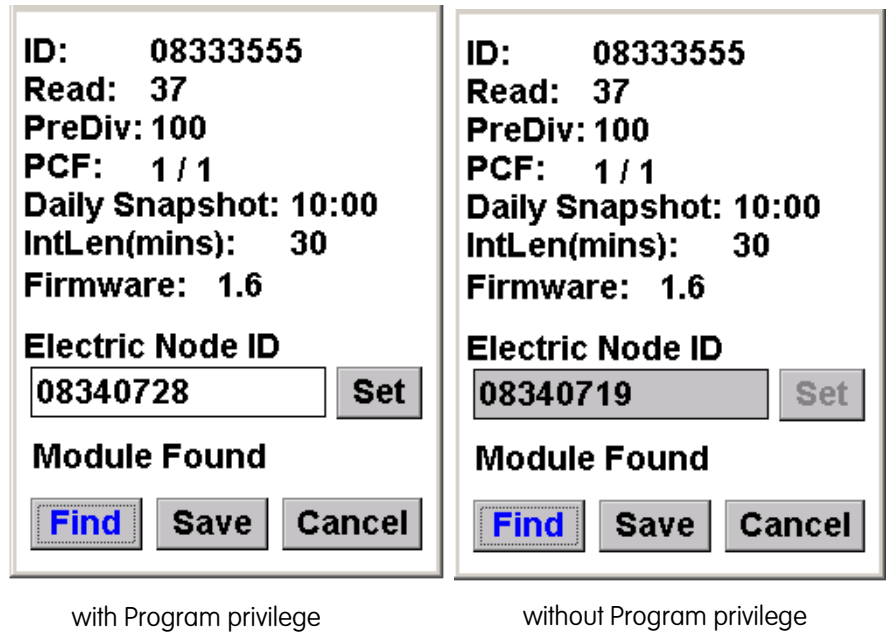 ID: 08333555
Read: 37
PreDiv: 100
PCF: 1 / 1
Daily Snapshot: 10:00
IntLen(mins): 30
Firmware: 1.6
Electric Node ID
08340728 Set
Module Found
Find Save Cancel
with Program privilege
ID: 08333555
Read: 37
PreDiv: 100
PCF: 1 / 1
Daily Snapshot: 10:00
IntLen(mins): 30
Firmware: 1.6
Electric Node ID
08340719 Set
Module Found
Find Save Cancel
without Program privilege